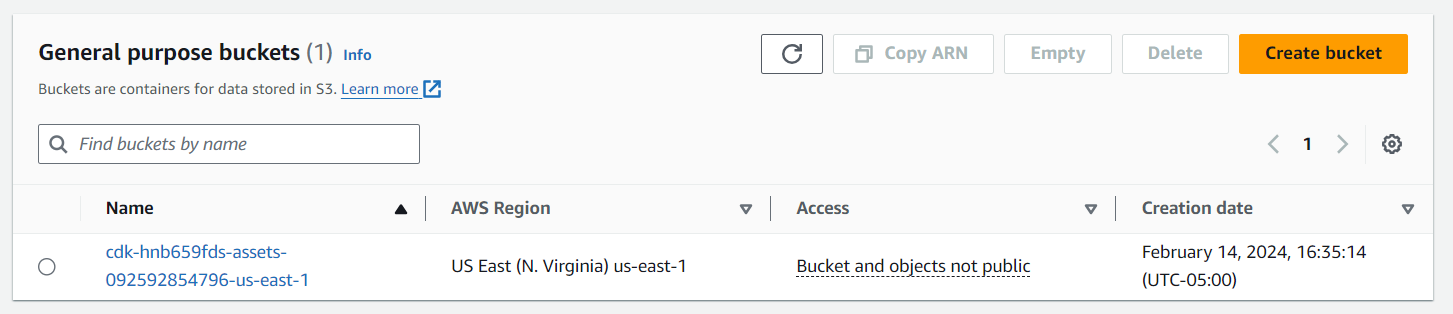 General purpose buckets (1) Info
Copy ARN
Empty
Delete
Create bucket
Buckets are containers for data stored in S3. Learn more
Find buckets by name
1
Name
AWS Region
Access
Creation date
cdk-hnb659fds-assets-
092592854796-us-east-1
US East (N. Virginia) us-east-1
Bucket and objects not public
February 14, 2024, 16:35:14
(UTC-05:00)